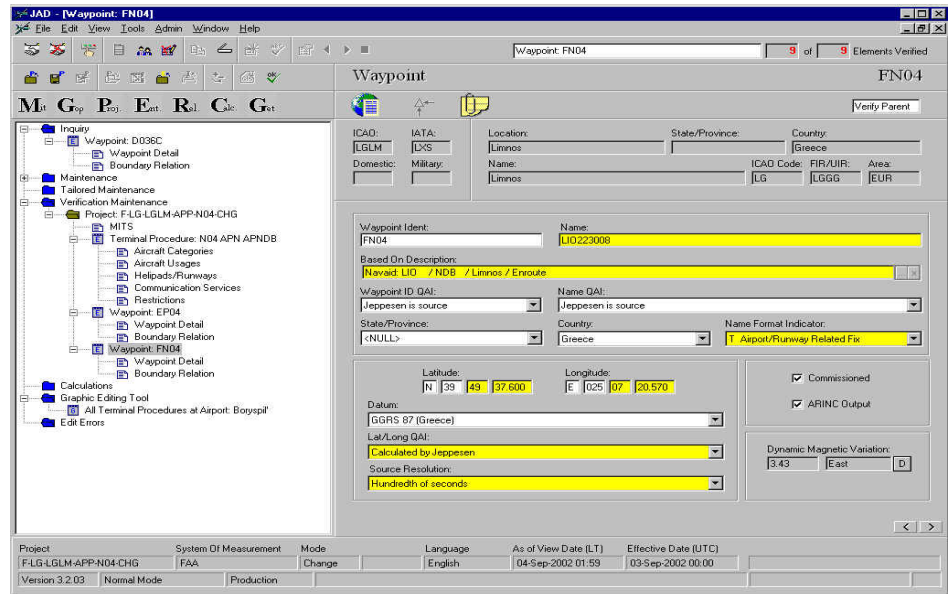 JAD - [Waypoint: FN04]
File Edit View Tools Admin Window Help
Waypoint: FN04
9 of 9 Elements Verified
Waypoint FN04
Mit Gop Proj. Ent. Rel. Calc. Get.
Verify Parent
Inquiry
Waypoint: D036C
Waypoint Detail
Boundary Relation
Maintenance
Tailored Maintenance
Verification Maintenance
Project: F-LG-LGLM-APP-N04-CHG
MITS
Terminal Procedure: N04 APN APNDB
Aircraft Categories
Aircraft Usages
Helipads/Runways
Communication Services
Restrictions
Waypoint: EP04
Waypoint Detail
Boundary Relation
Waypoint: FN04
Waypoint Detail
Boundary Relation
Calculations
Graphic Editing Tool
All Terminal Procedures at Airport: Boryspil'
Edit Errors
ICAO: IATA: Location: State/Province: Country:
LGLM LXS Limnos Greece
Domestic: Military: Name: ICAO Code: FIR/UIR: Area:
Limnos LG LGGG EUR
Waypoint Ident: Name:
FN04 LIO223008
Based On Description:
Navaid: LIO / NDB / Limnos / Enroute
Waypoint ID QAI: Name QAI:
Jeppesen is source Jeppesen is source
State/Province: Country: Name Format Indicator:
<NULL> Greece T Airport/Runway Related Fix
Latitude: Longitude:
N 39 49 37.600 E 025 07 20.570
Commissioned
Datum:
GGRS 87 (Greece)
ARINC Output
Lat/Long QAI:
Calculated by Jeppesen
Dynamic Magnetic Variation:
3.43 East D
Source Resolution:
Hundredth of seconds
Project System Of Measurement Mode Language As of View Date (LT) Effective Date (UTC)
F-LG-LGLM-APP-N04-CHG FAA Change English 04-Sep-2002 01:59 03-Sep-2002 00:00
Version 3.2.03 Normal Mode Production